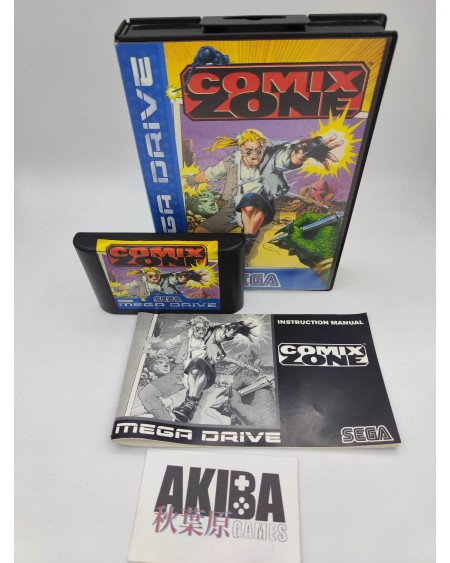 MEGA DRIVE
COMIX
ZONE
SEGA
COMIX
ZONE
SEGA
MEGA DRIVE
INSTRUCTION MANUAL
COMIX
ZONE
MEGA DRIVE
SEGA
AKIBA
秋葉原
GAMES